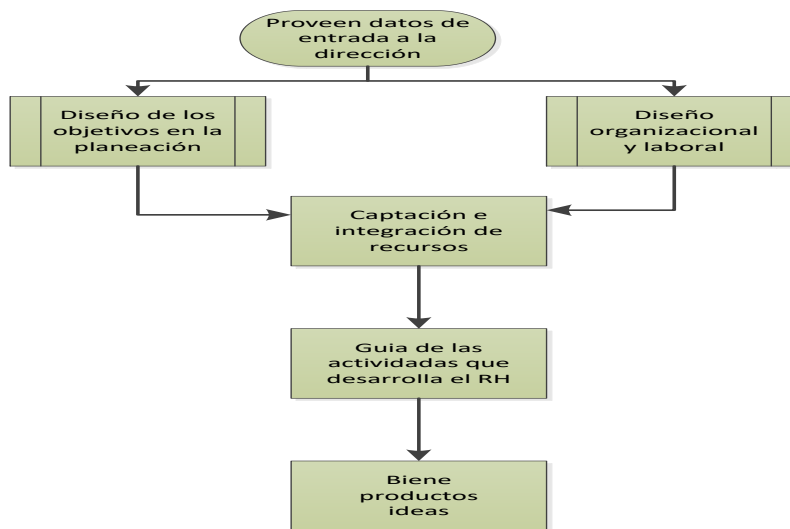 Proveen datos de
entrada a la
dirección
Diseño de los
objetivos en la
planeación
Diseño
organizacional
y laboral
Captación e
integración de
recursos
Guia de las
actividadas que
desarrolla el RH
Biene
productos
ideas